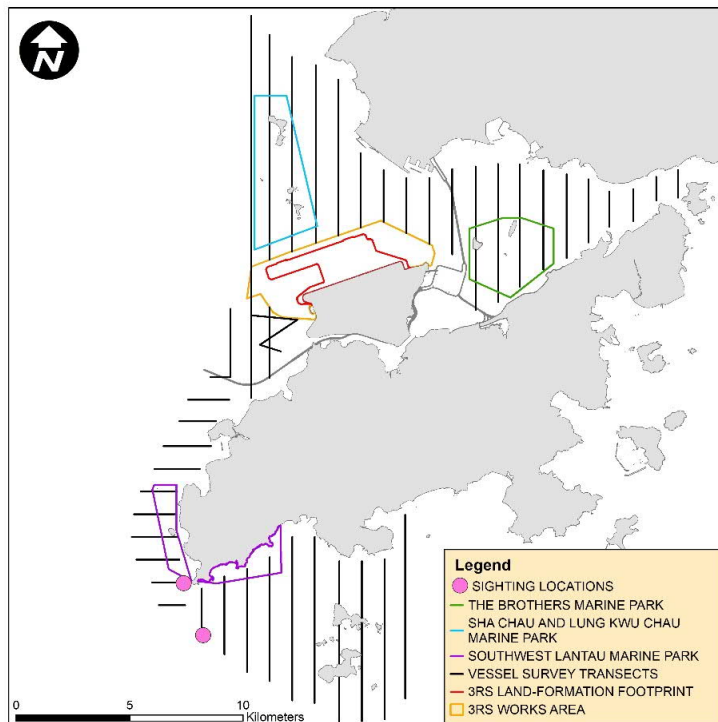 N
Legend
SIGHTING LOCATIONS
THE BROTHERS MARINE PARK
SHA CHAU AND LUNG KWU CHAU
MARINE PARK
SOUTHWEST LANTAU MARINE PARK
VESSEL SURVEY TRANSECTS
3RS LAND-FORMATION FOOTPRINT
3RS WORKS AREA
0 5 10
Kilometers